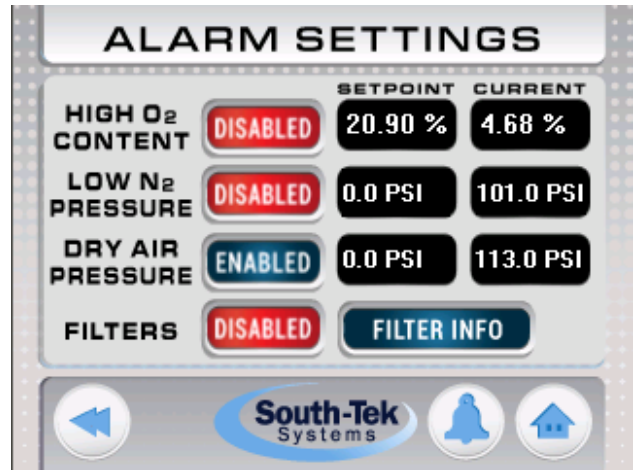 ALARM SETTINGS
SETPOINT CURRENT
HIGH O2 CONTENT DISABLED 20.90 % 4.68 %
LOW N2 PRESSURE DISABLED 0.0 PSI 101.0 PSI
DRY AIR PRESSURE ENABLED 0.0 PSI 113.0 PSI
FILTERS DISABLED FILTER INFO
South-Tek
Systems